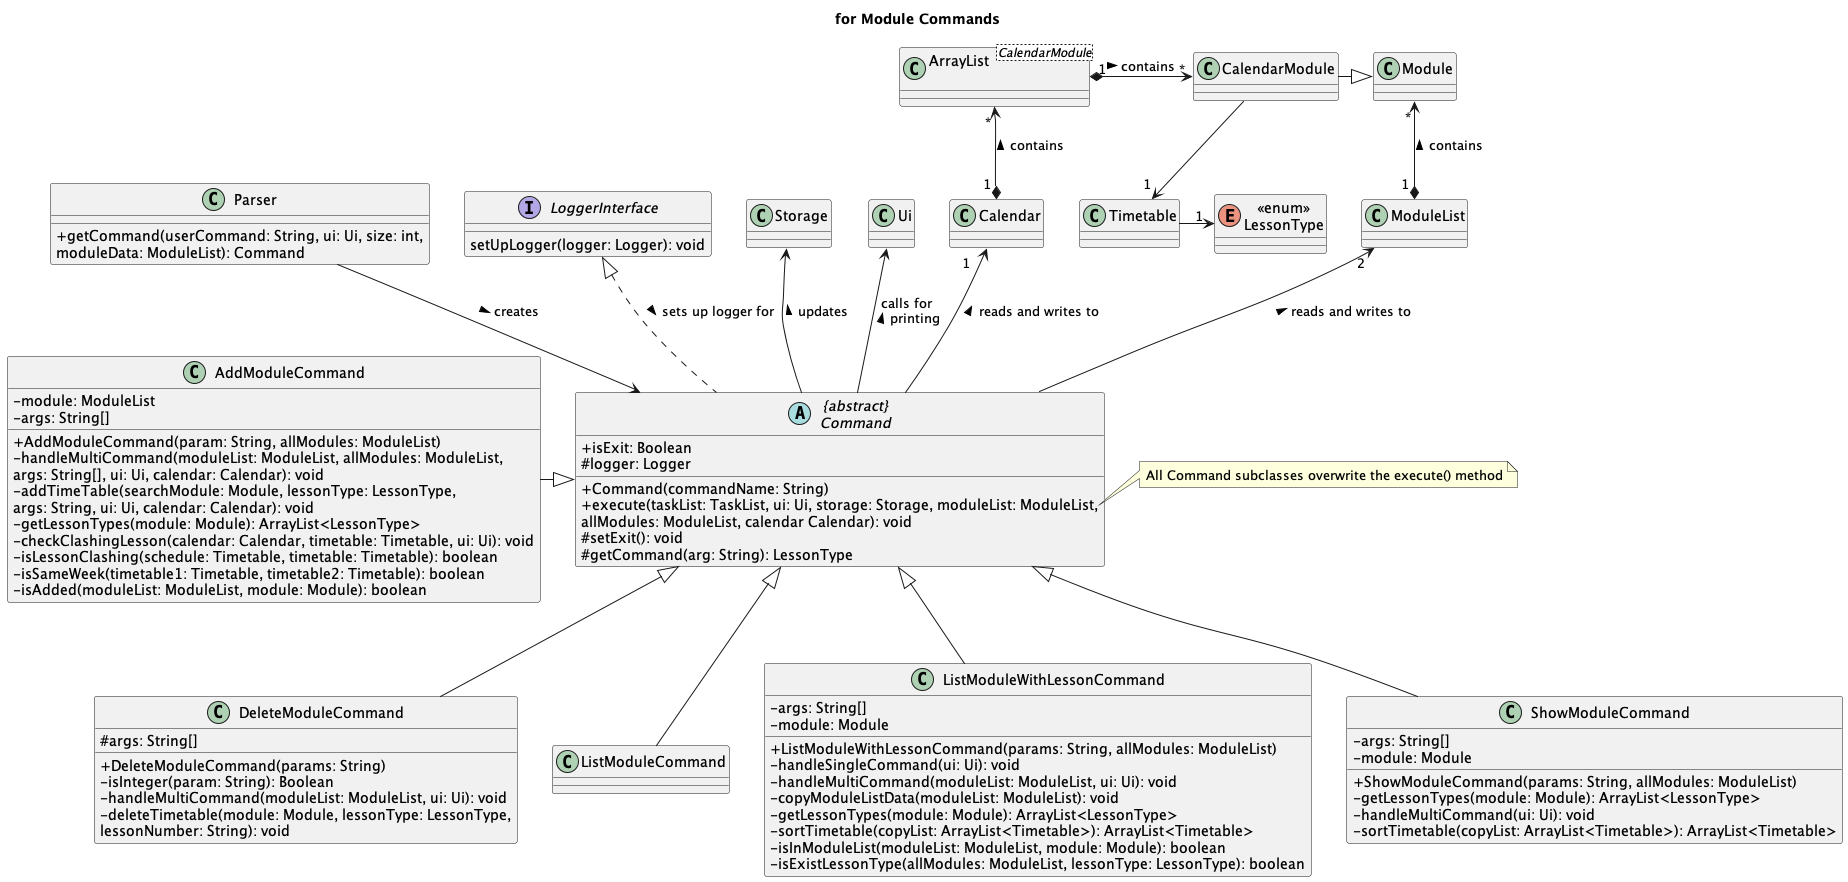 for Module Commands
C ArrayList
CalendarModule
1 contains *
C CalendarModule
C Module
*
contains
1
*
contains
1
1
C Parser
+getCommand(userCommand: String, ui: Ui, size: int,
moduleData: ModuleList): Command
I LoggerInterface
setUpLogger(logger: Logger): void
C Storage
C Ui
C Calendar
C Timetable
1
E «enum»
LessonType
C ModuleList
1
2
creates
sets up logger for
updates
calls for
printing
reads and writes to
reads and writes to
C AddModuleCommand
-module: ModuleList
-args: String[]
+AddModuleCommand(param: String, allModules: ModuleList)
-handleMultiCommand(moduleList: ModuleList, allModules: ModuleList,
args: String[], ui: Ui, calendar: Calendar): void
-addTimeTable(searchModule: Module, lessonType: LessonType,
args: String, ui: Ui, calendar: Calendar): void
-getLessonTypes(module: Module): ArrayList<LessonType>
-checkClashingLesson(calendar: Calendar, timetable: Timetable, ui: Ui): void
-isLessonClashing(schedule: Timetable, timetable: Timetable): boolean
-isSameWeek(timetable1: Timetable, timetable2: Timetable): boolean
-isAdded(moduleList: ModuleList, module: Module): boolean
A {abstract}
Command
+isExit: Boolean
#logger: Logger
+Command(commandName: String)
+execute(taskList: TaskList, ui: Ui, storage: Storage, moduleList: ModuleList,
allModules: ModuleList, calendar Calendar): void
#setExit(): void
#getCommand(arg: String): LessonType
All Command subclasses overwrite the execute() method
C DeleteModuleCommand
#args: String[]
+DeleteModuleCommand(params: String)
-isInteger(param: String): Boolean
-handleMultiCommand(moduleList: ModuleList, ui: Ui): void
-deleteTimetable(module: Module, lessonType: LessonType,
lessonNumber: String): void
C ListModuleCommand
C ListModuleWithLessonCommand
-args: String[]
-module: Module
+ListModuleWithLessonCommand(params: String, allModules: ModuleList)
-handleSingleCommand(ui: Ui): void
-handleMultiCommand(moduleList: ModuleList, ui: Ui): void
-copyModuleListData(moduleList: ModuleList): void
-getLessonTypes(module: Module): ArrayList<LessonType>
-sortTimetable(copyList: ArrayList<Timetable>): ArrayList<Timetable>
-isInModuleList(moduleList: ModuleList, module: Module): boolean
-isExistLessonType(allModules: ModuleList, lessonType: LessonType): boolean
C ShowModuleCommand
-args: String[]
-module: Module
+ShowModuleCommand(params: String, allModules: ModuleList)
-getLessonTypes(module: Module): ArrayList<LessonType>
-handleMultiCommand(ui: Ui): void
-sortTimetable(copyList: ArrayList<Timetable>): ArrayList<Timetable>